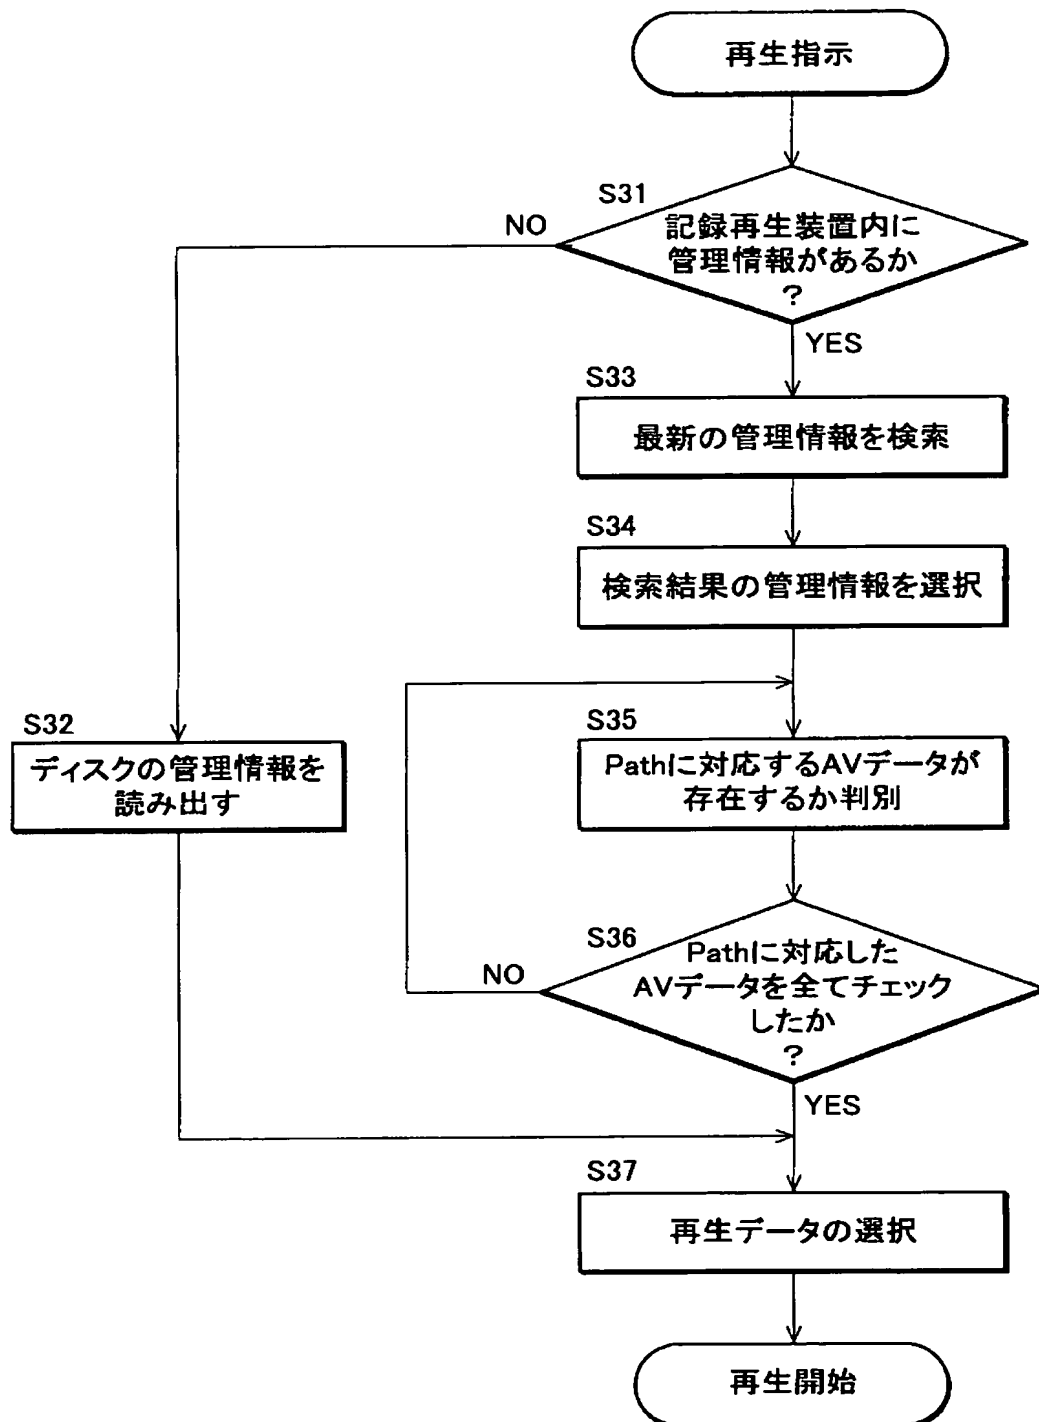 再生指示
S31
記録再生装置内に
管理情報があるか
?
NO
YES
S33
最新の管理情報を検索
S34
検索結果の管理情報を選択
S32
ディスクの管理情報を
読み出す
S35
Pathに対応するAVデータが
存在するか判別
S36
Pathに対応した
AVデータを全てチェック
したか
?
NO
YES
S37
再生データの選択
再生開始